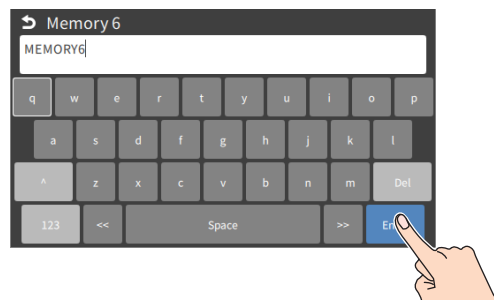 Memory 6
MEMORY6
q w e r t y u i o p
a s d f g h j k l
^ z x c v b n m Del
123 << Space >>